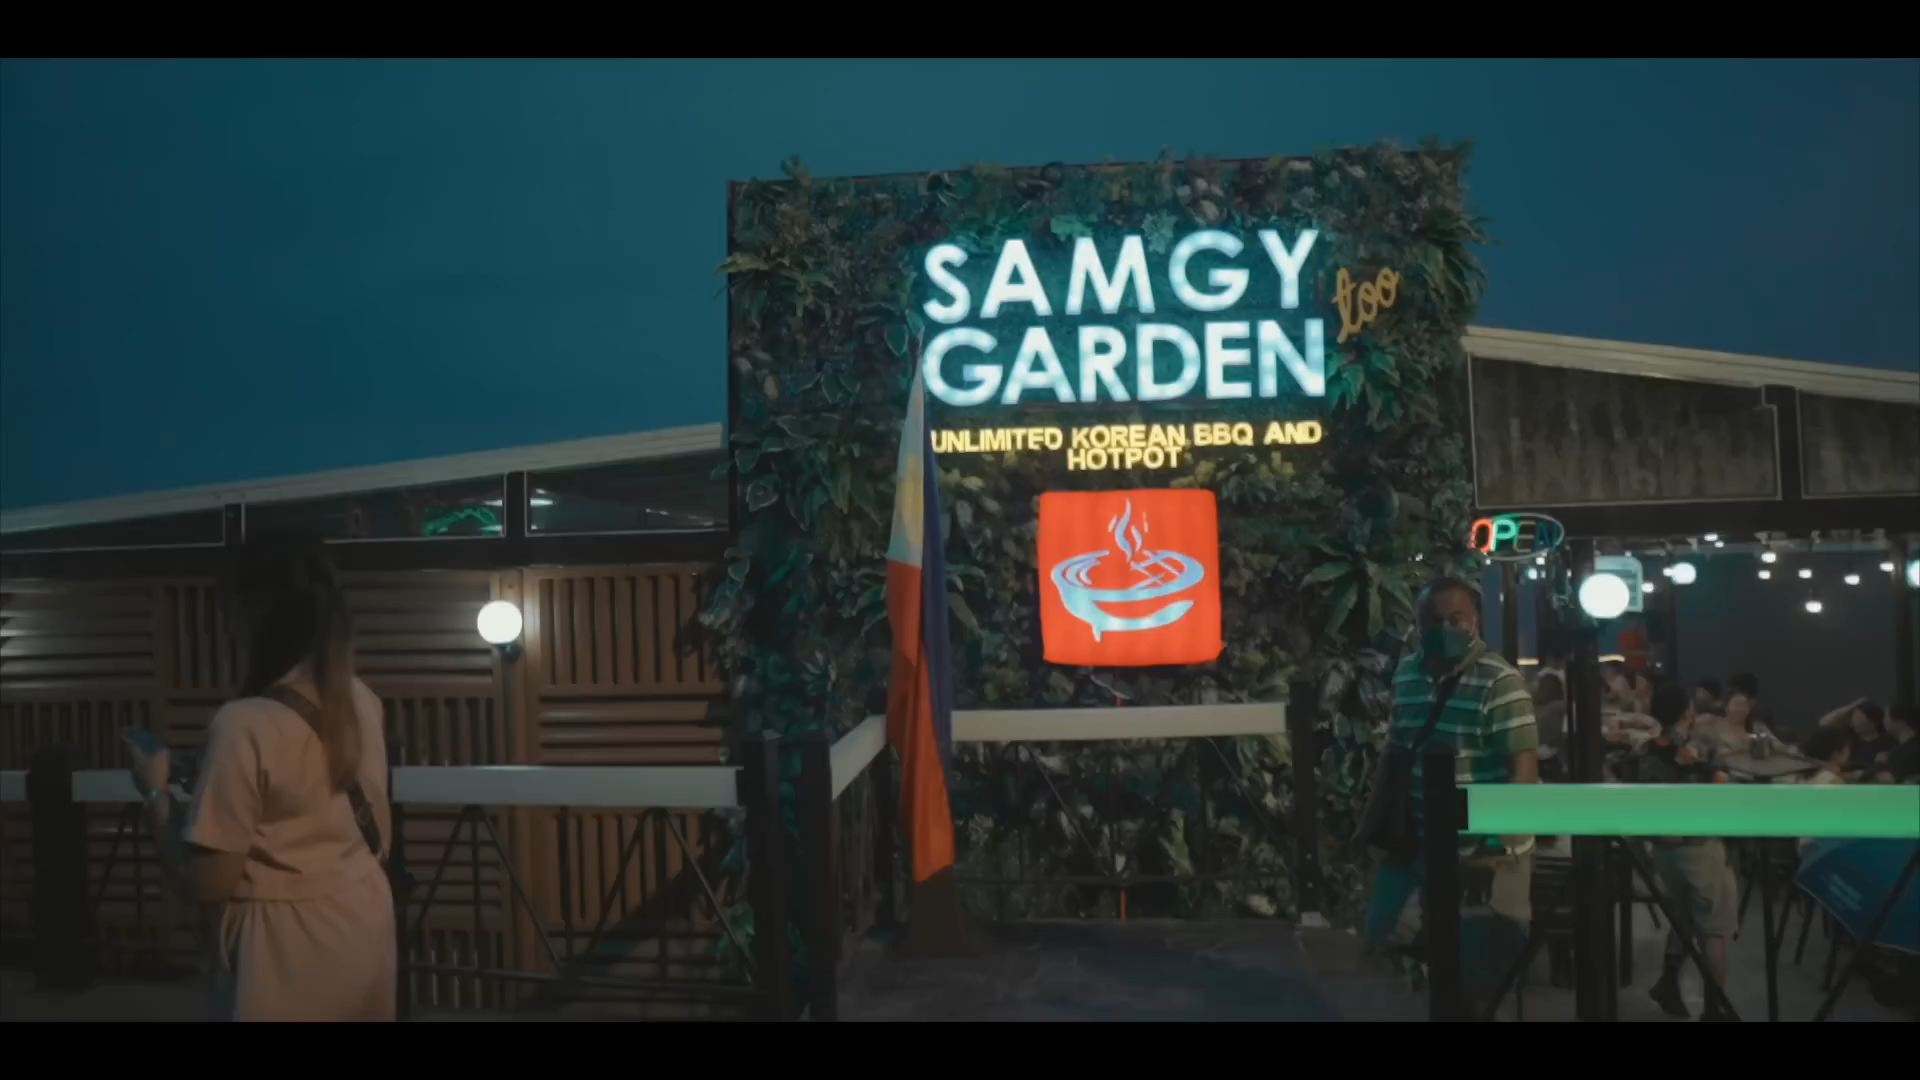 SAMGY
too
GARDEN
UNLIMITED KOREAN BBQ AND
HOTPOT
OPEN